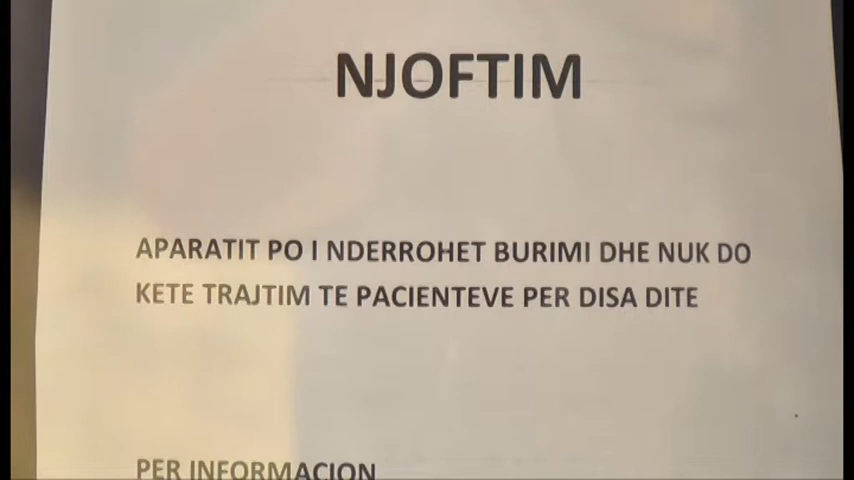 NJOFTIM
APARATIT PO I NDERROHET BURIMI DHE NUK DO
KETE TRAJTIM TE PACIENTEVE PER DISA DITE
PER INFORMACION